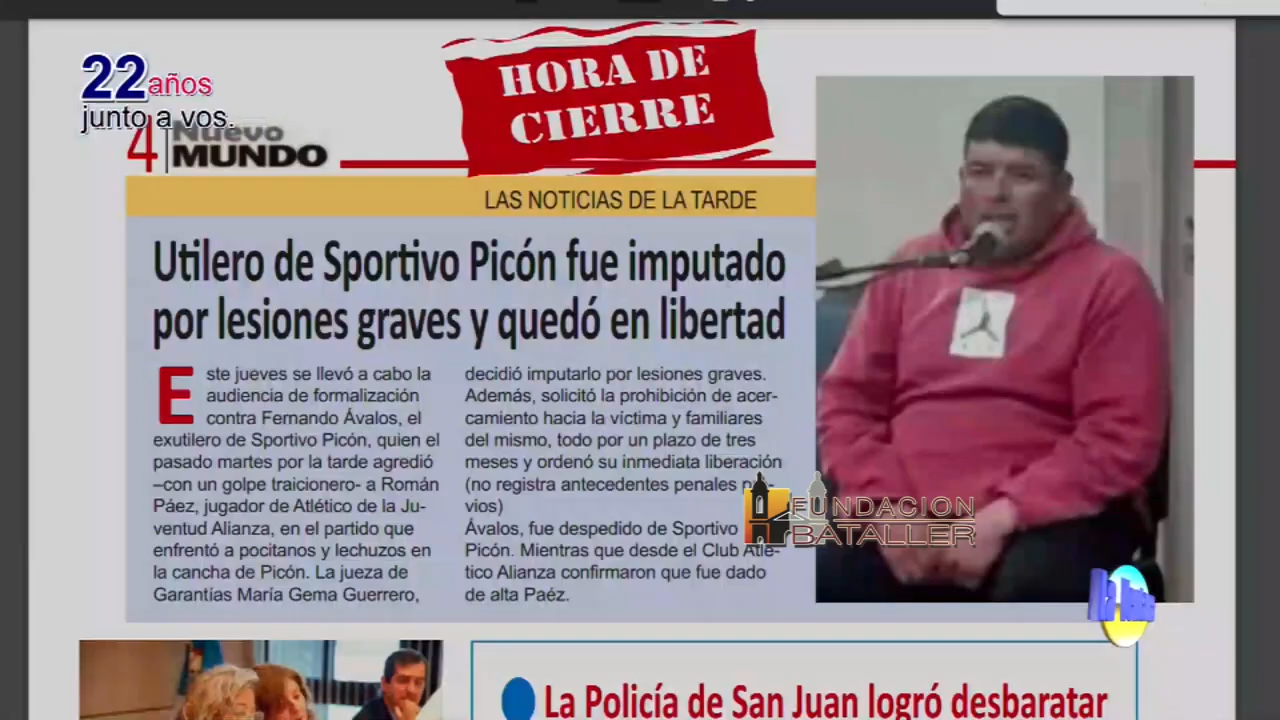 22 años
junto a vos.
HORA DE
CIERRE
4 Nuevo
MUNDO
LAS NOTICIAS DE LA TARDE
Utilero de Sportivo Picón fue imputado
por lesiones graves y quedó en libertad
Este jueves se llevó a cabo la
audiencia de formalización
contra Fernando Ávalos, el
exutilero de Sportivo Picón, quien el
pasado martes por la tarde agredió
–con un golpe traicionero- a Román
Páez, jugador de Atlético de la Ju-
ventud Alianza, en el partido que
enfrentó a pocitanos y lechuzos en
la cancha de Picón. La jueza de
Garantías María Gema Guerrero,
decidió imputarlo por lesiones graves.
Además, solicitó la prohibición de acer-
camiento hacia la víctima y familiares
del mismo, todo por un plazo de tres
meses y ordenó su inmediata liberación
(no registra antecedentes penales
vios)
Ávalos, fue despedido de Sportivo
Picón. Mientras que desde el Club Atlé-
tico Alianza confirmaron que fue dado
de alta Paéz.
FUNDACION
BATALLER
La Policía de San Juan logró desbaratar